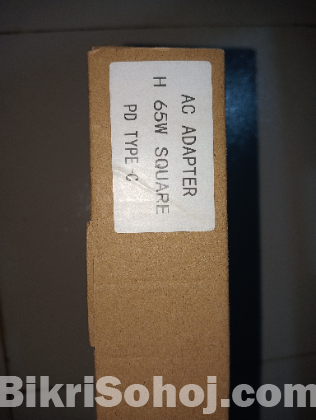 AC ADAPTER
H 65W SQUARE
PD TYPE-C
BikriSohoj.com